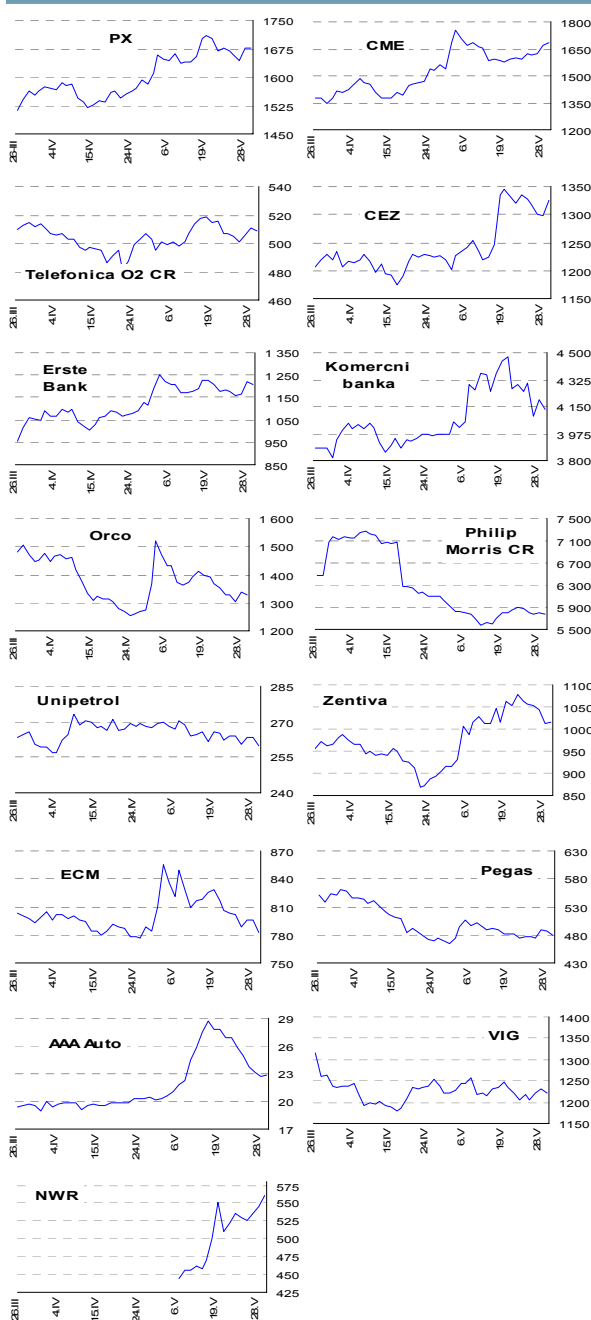 PX
1750
1675
1600
1525
1450
26-III
4.IV
15.IV
24.IV
6.V
19.V
28.V
CME
1800
1650
1500
1350
1200
26.III
4.IV
15.IV
24.IV
6.V
19.V
28.V
Telefonica O2 CR
540
520
500
480
460
26.III
4.IV
15.IV
24.IV
6.V
19.V
28.V
CEZ
1350
1300
1250
1200
1150
26.III
4.IV
15.IV
24.IV
6.V
19.V
28.V
Erste
Bank
1 350
1 250
1 150
1 050
950
850
26.III
4.IV
15.IV
24.IV
6.V
19.V
28.V
Komercni
banka
4 500
4 325
4 150
3 975
3 800
26.III
4.IV
15.IV
24.IV
6.V
19.V
28.V
Orco
1 600
1 500
1 400
1 300
1 200
26.III
4.IV
15.IV
24.IV
6.V
19.V
28.V
Philip
Morris CR
7 500
7 100
6 700
6 300
5 900
5 500
26.III
4.IV
15.IV
24.IV
6.V
19.V
28.V
Unipetrol
285
270
255
240
26.III
4.IV
15.IV
24.IV
6.V
19.V
28.V
Zentiva
1100
1050
1000
950
900
850
26.III
4.IV
15.IV
24.IV
6.V
19.V
28.V
ECM
870
840
810
780
750
26.III
4.IV
15.IV
24.IV
6.V
19.V
28.V
Pegas
630
580
530
480
430
26.III
4.IV
15.IV
24.IV
6.V
19.V
28.V
AAA Auto
29
26
23
20
17
26.III
4.IV
15.IV
24.IV
6.V
19.V
28.V
VIG
1400
1350
1300
1250
1200
1150
26.III
4.IV
15.IV
24.IV
6.V
19.V
28.V
NWR
575
550
525
500
475
450
425
26.III
4.IV
15.IV
24.IV
6.V
19.V
28.V